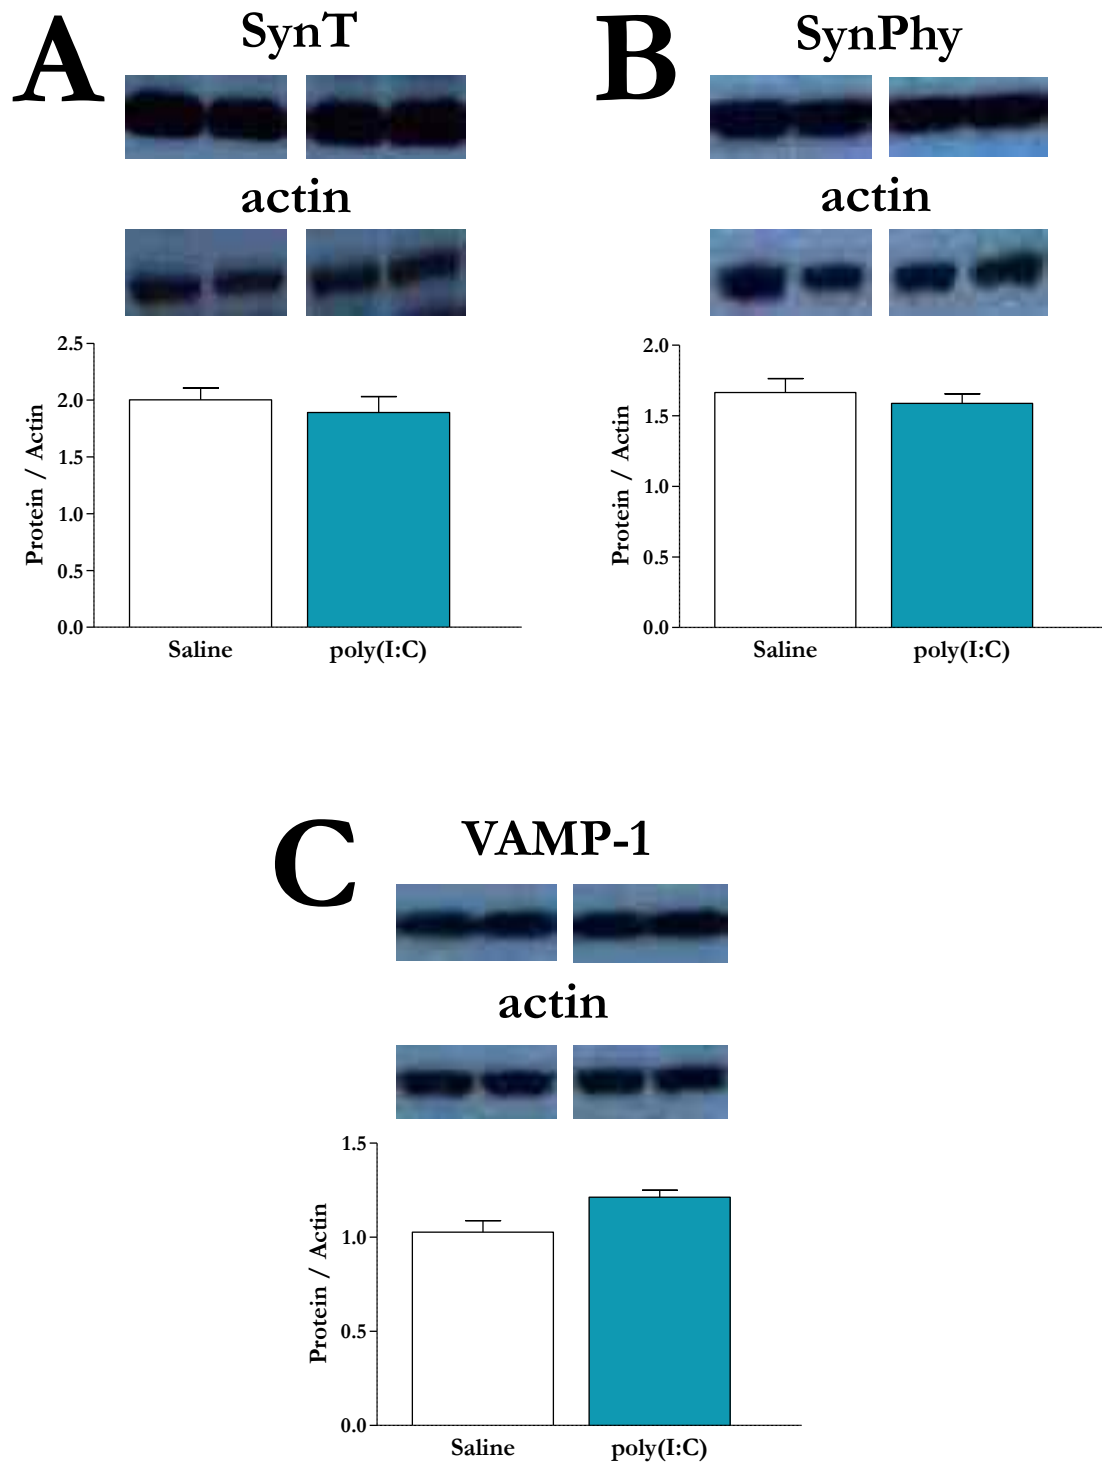 A
SynT
actin
2.5
2.0
1.5
1.0
0.5
0.0
Protein / Actin
Saline poly(I:C)
B
SynPhy
actin
2.0
1.5
1.0
0.5
0.0
Protein / Actin
Saline poly(I:C)
C
VAMP-1
actin
1.5
1.0
0.5
0.0
Protein / Actin
Saline poly(I:C)